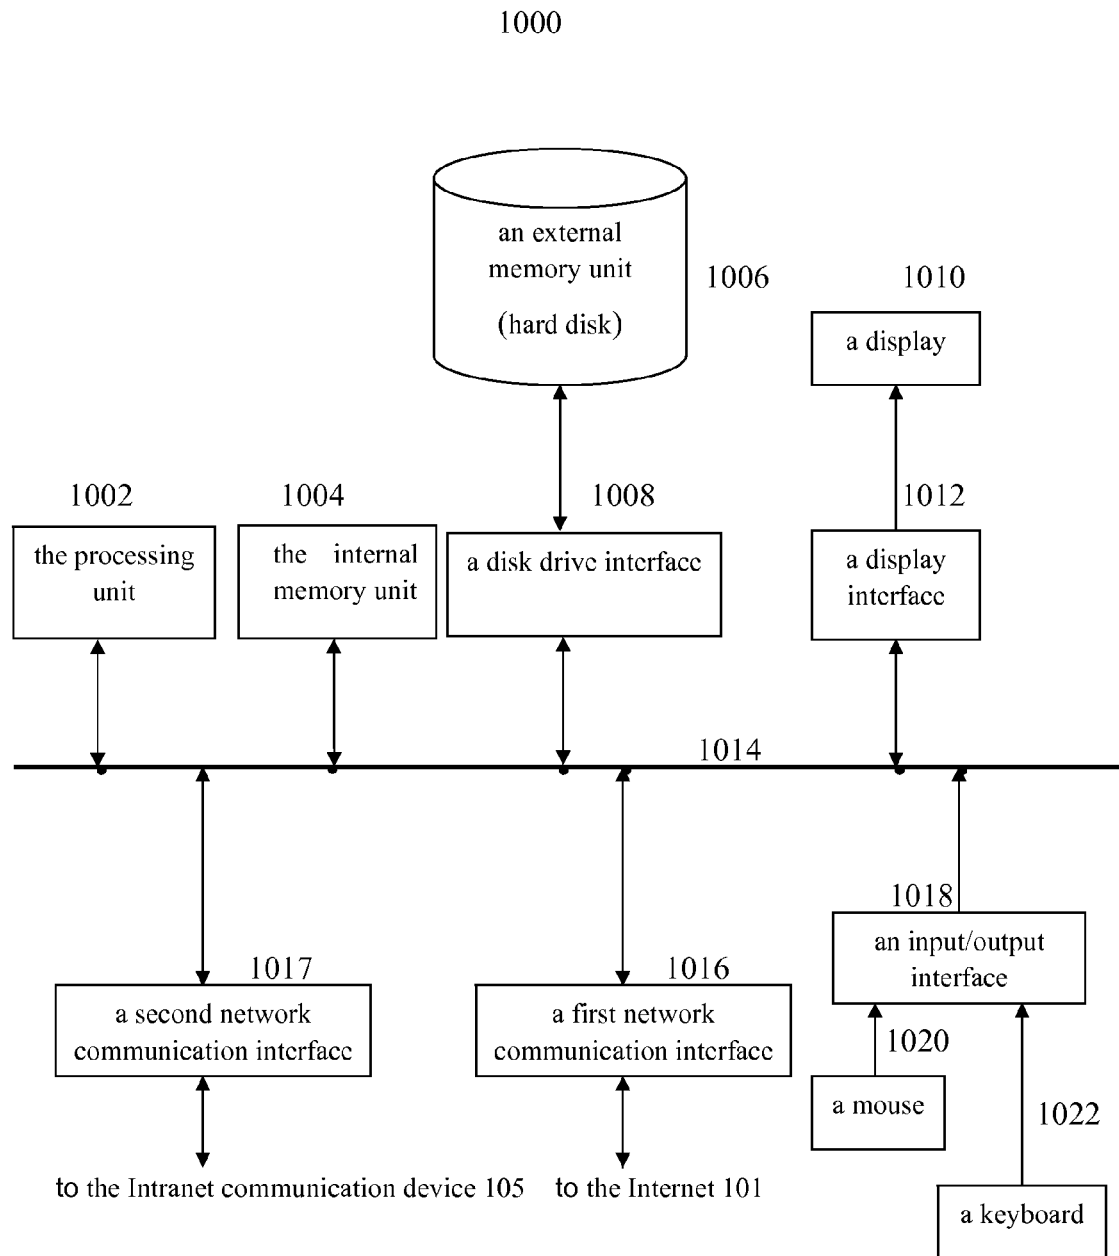 1000
an external
memory unit
(hard disk)
1006
1010
a display
1002
1004
1008
1012
the processing
unit
the internal
memory unit
a disk drive interface
a display
interface
1014
1018
an input/output
interface
1017
1016
a second network
communication interface
a first network
communication interface
1020
a mouse
1022
to the Intranet communication device 105
to the Internet 101
a keyboard